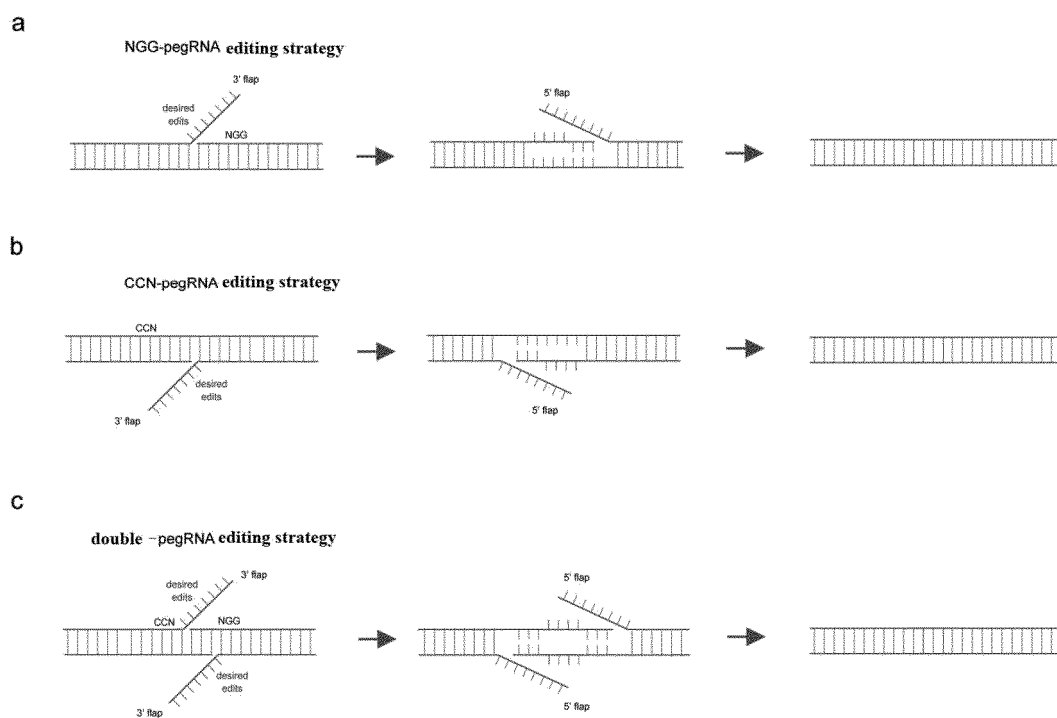 a
NGG-pegRNA editing strategy
3' flap
desired
edits
NGG
5' flap
b
CCN-pegRNA editing strategy
CCN
desired
edits
3' flap
5' flap
c
double -pegRNA editing strategy
3' flap
desired
edits
CCN
NGG
desired
edits
3' flap
5' flap
5' flap